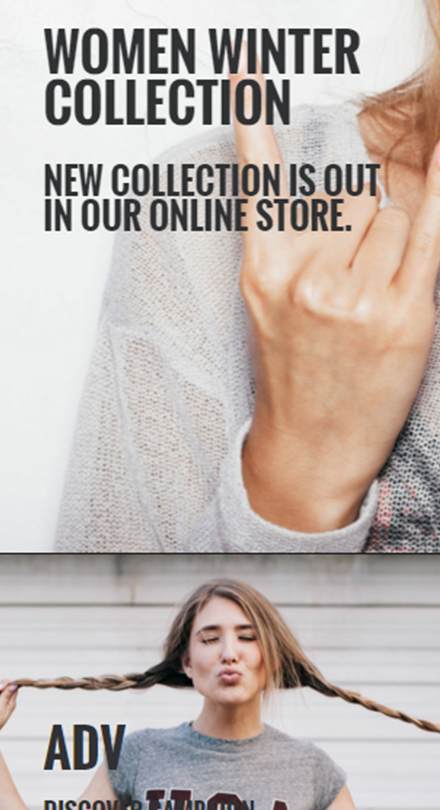 WOMEN WINTER
COLLECTION
NEW COLLECTION IS OUT
IN OUR ONLINE STORE.
ADV